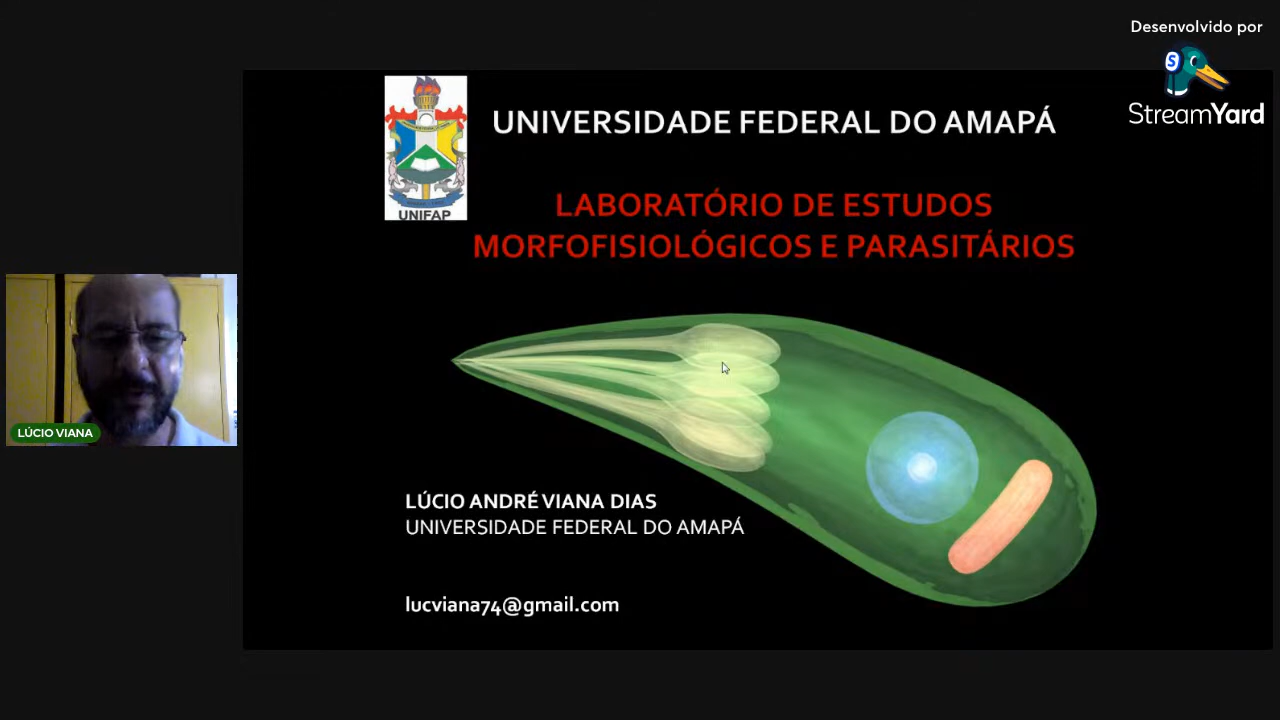 Desenvolvido por
StreamYard
UNIFAP
UNIVERSIDADE FEDERAL DO AMAPÁ
LABORATÓRIO DE ESTUDOS
MORFOFISIOLÓGICOS E PARASITÁRIOS
LÚCIO VIANA
LÚCIO ANDRÉ VIANA DIAS
UNIVERSIDADE FEDERAL DO AMAPÁ
lucviana74@gmail.com